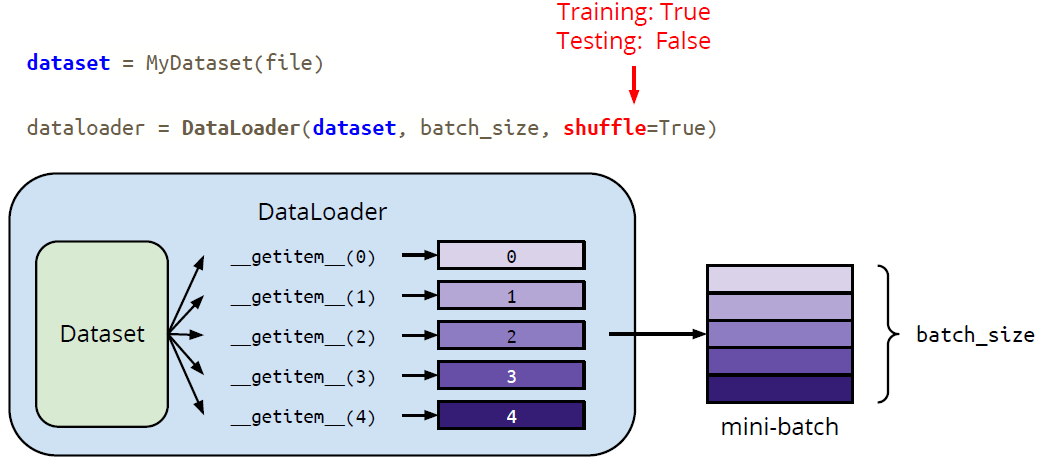 Training: True
Testing: False
dataset = MyDataset(file)
dataloader = DataLoader(dataset, batch_size, shuffle=True)
DataLoader
Dataset
__getitem__(0)
0
__getitem__(1)
1
__getitem__(2)
2
__getitem__(3)
3
__getitem__(4)
4
batch_size
mini-batch